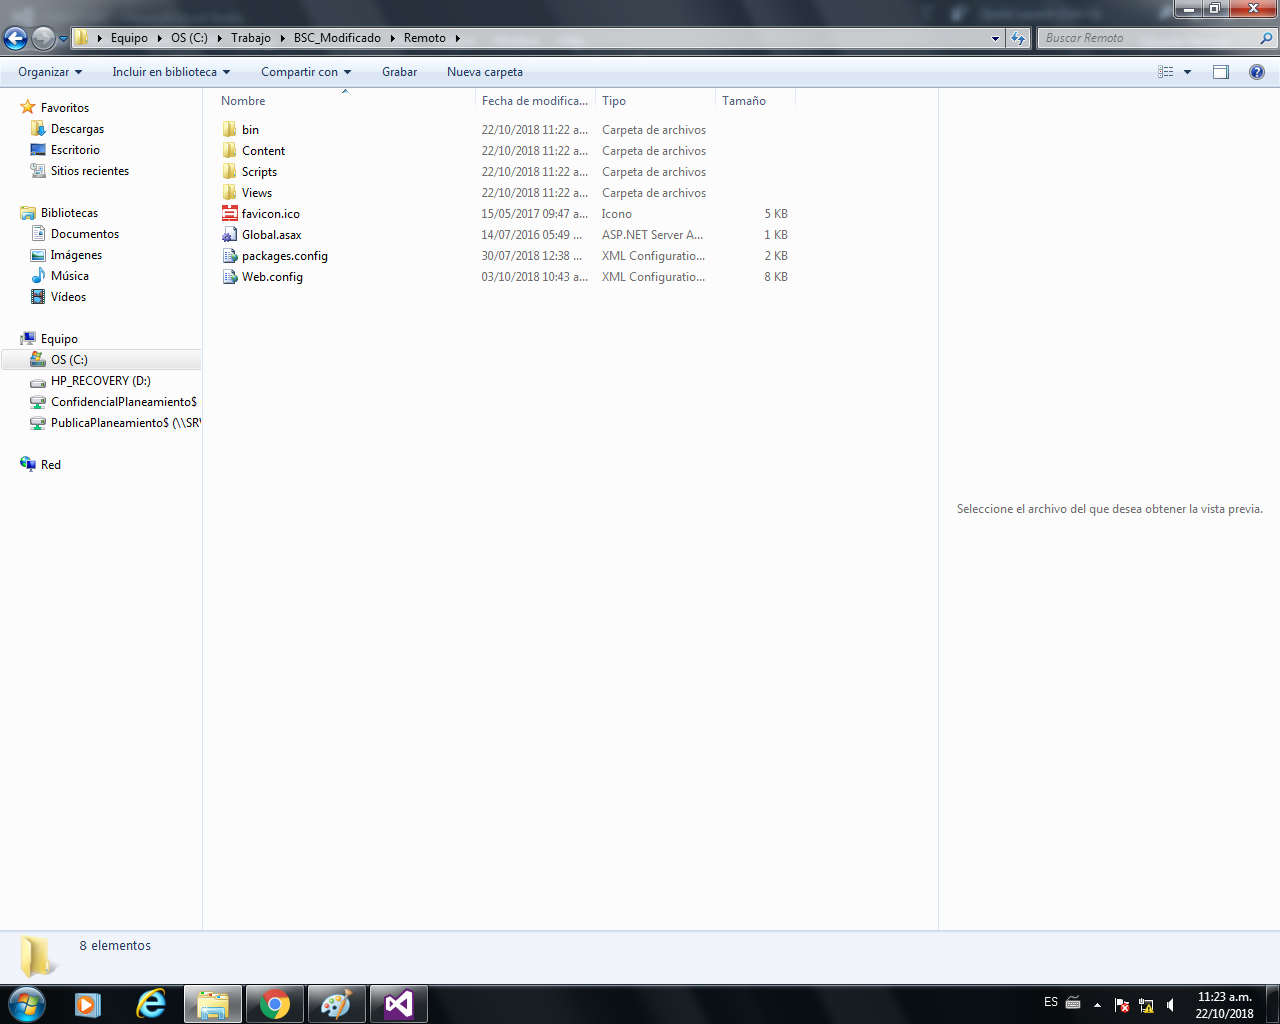 Equipo OS (C:) Trabajo BSC_Modificado Remoto
Buscar Remoto
Organizar Incluir en biblioteca Compartir con Grabar Nueva carpeta
Nombre Fecha de modifica... Tipo Tamaño
Favoritos
Descargas
Escritorio
Sitios recientes
Bibliotecas
Documentos
Imágenes
Música
Vídeos
Equipo
OS (C:)
HP_RECOVERY (D:)
ConfidencialPlaneamiento$
PublicaPlaneamiento$ (\\SRV
Red
bin 22/10/2018 11:22 a... Carpeta de archivos
Content 22/10/2018 11:22 a... Carpeta de archivos
Scripts 22/10/2018 11:22 a... Carpeta de archivos
Views 22/10/2018 11:22 a... Carpeta de archivos
favicon.ico 15/05/2017 09:47 a... Icono 5 KB
Global.asax 14/07/2016 05:49 ... ASP.NET Server A... 1 KB
packages.config 30/07/2018 12:38 ... XML Configuratio... 2 KB
Web.config 03/10/2018 10:43 a... XML Configuratio... 8 KB
Seleccione el archivo del que desea obtener la vista previa.
8 elementos
ES
11:23 a.m.
22/10/2018